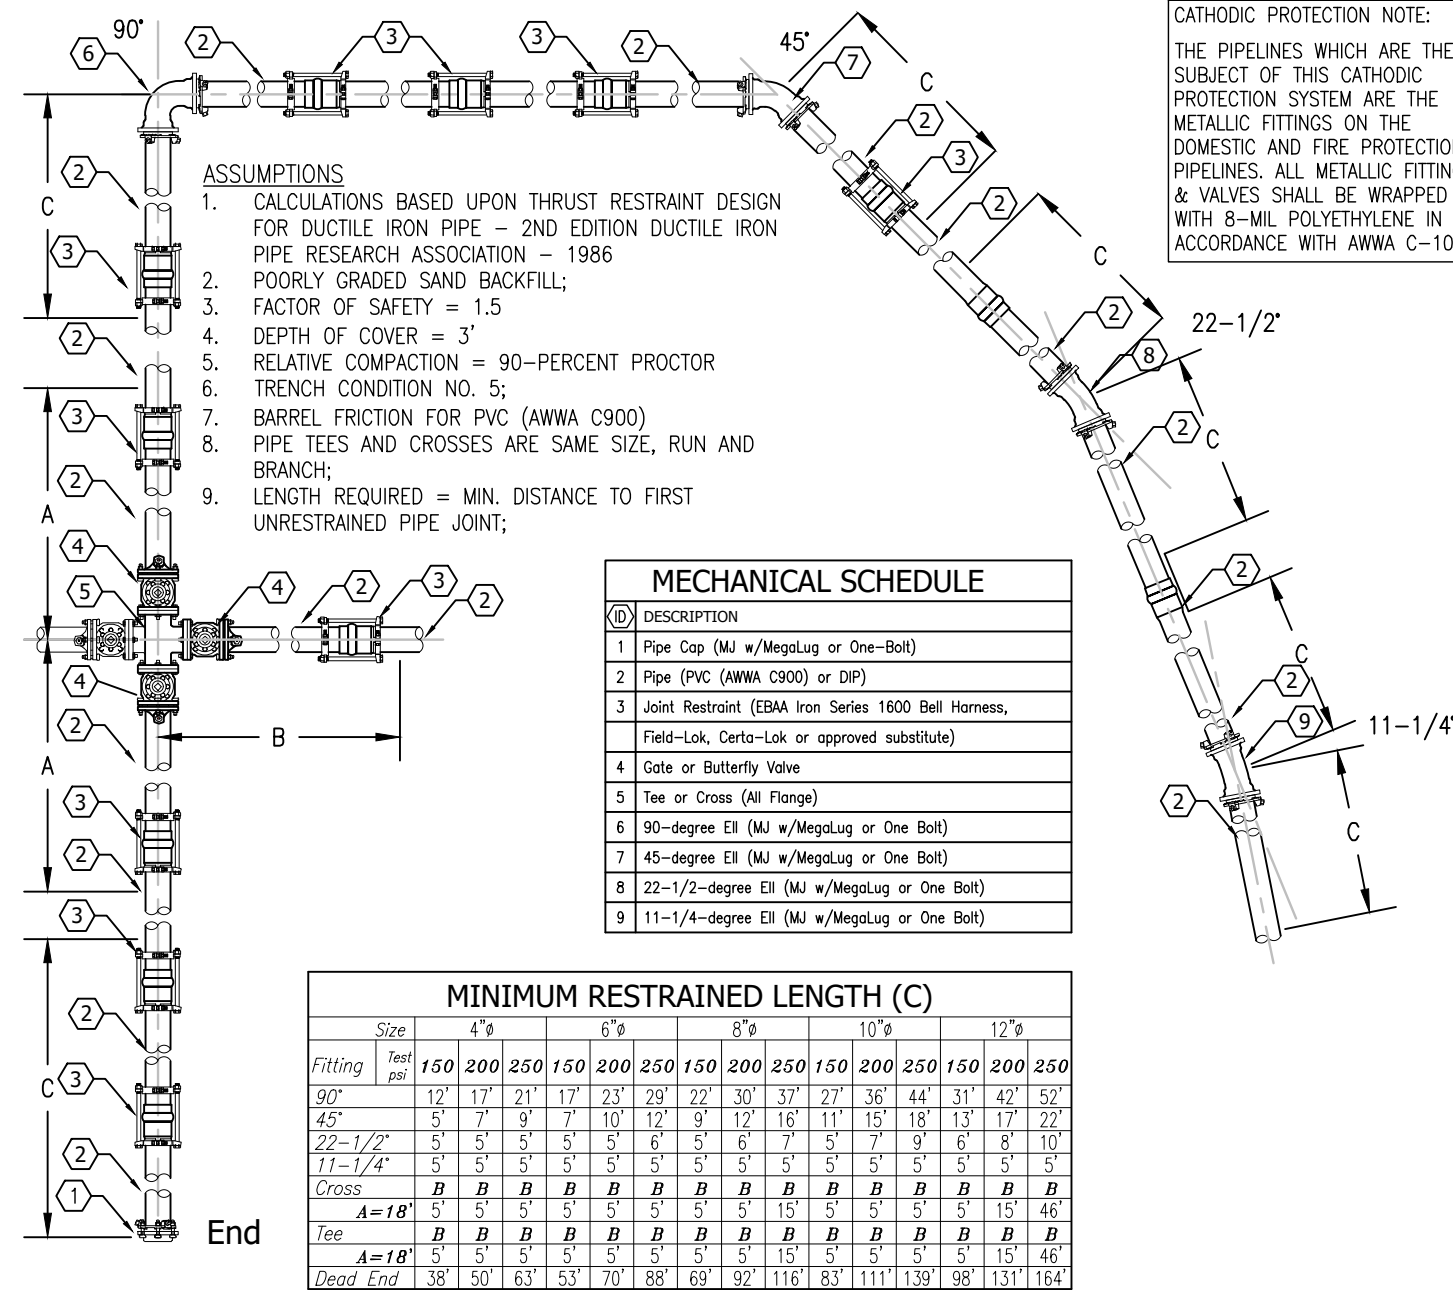 90°
6
2
3
3
2
45°
7
C
CATHODIC PROTECTION NOTE:
THE PIPELINES WHICH ARE THE
SUBJECT OF THIS CATHODIC
PROTECTION SYSTEM ARE THE
METALLIC FITTINGS ON THE
DOMESTIC AND FIRE PROTECTION
PIPELINES. ALL METALLIC
& VALVES SHALL BE WRAPPED
WITH 8-MIL POLYETHYLENE IN
ACCORDANCE WITH AWWA C-10
2
3
2
C
2
22-1/2°
8
2
C
2
C
2
9
11-1/4°
2
C
2
C
3
2
3
2
A
4
5
4
2
3
2
4
2
B
A
3
2
3
2
C
3
2
1
End
ASSUMPTIONS
1. CALCULATIONS BASED UPON THRUST RESTRAINT DESIGN
FOR DUCTILE IRON PIPE – 2ND EDITION DUCTILE IRON
PIPE RESEARCH ASSOCIATION – 1986
2. POORLY GRADED SAND BACKFILL;
3. FACTOR OF SAFETY = 1.5
4. DEPTH OF COVER = 3'
5. RELATIVE COMPACTION = 90-PERCENT PROCTOR
6. TRENCH CONDITION NO. 5;
7. BARREL FRICTION FOR PVC (AWWA C900)
8. PIPE TEES AND CROSSES ARE SAME SIZE, RUN AND
BRANCH;
9. LENGTH REQUIRED = MIN. DISTANCE TO FIRST
UNRESTRAINED PIPE JOINT;
MECHANICAL SCHEDULE
ID DESCRIPTION
1 Pipe Cap (MJ w/MegaLug or One-Bolt)
2 Pipe (PVC (AWWA C900) or DIP)
3 Joint Restraint (EBAA Iron Series 1600 Bell Harness,
Field-Lok, Certa-Lok or approved substitute)
4 Gate or Butterfly Valve
5 Tee or Cross (All Flange)
6 90-degree Ell (MJ w/MegaLug or One Bolt)
7 45-degree Ell (MJ w/MegaLug or One Bolt)
8 22-1/2-degree Ell (MJ w/MegaLug or One Bolt)
9 11-1/4-degree Ell (MJ w/MegaLug or One Bolt)
MINIMUM RESTRAINED LENGTH (C)
Size 4"ø 6"ø 8"ø 10"ø 12"ø
Fitting Test psi 150 200 250 150 200 250 150 200 250 150 200 250 150 200 250
90° 12' 17' 21' 17' 23' 29' 22' 30' 37' 27' 36' 44' 31' 42' 52'
45° 5' 7' 9' 7' 10' 12' 9' 12' 16' 11' 15' 18' 13' 17' 22'
22-1/2° 5' 5' 5' 5' 5' 6' 5' 6' 7' 5' 7' 9' 6' 8' 10'
11-1/4° 5' 5' 5' 5' 5' 5' 5' 5' 5' 5' 5' 5' 5' 5' 5'
Cross B B B B B B B B B B B B B B B
A=18' 5' 5' 5' 5' 5' 5' 5' 5' 15' 5' 5' 5' 5' 15' 46'
Tee B B B B B B B B B B B B B B B
A=18' 5' 5' 5' 5' 5' 5' 5' 5' 15' 5' 5' 5' 5' 15' 46'
Dead End 38' 50' 63' 53' 70' 88' 69' 92' 116' 83' 111' 139' 98' 131' 164'